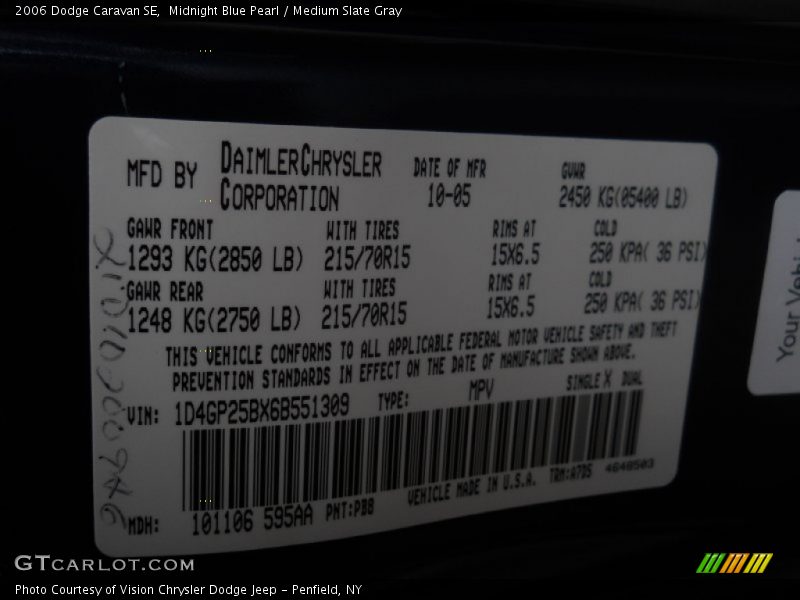 2006 Dodge Caravan SE,  Midnight Blue Pearl / Medium Slate Gray
MFD BY DAIMLERCHRYSLER CORPORATION DATE OF MFR 10-05 GVWR 2450 KG(05400 LB)
GAWR FRONT WITH TIRES RIMS AT COLD
1293 KG(2850 LB) 215/70R15 15X6.5 250 KPA( 36 PSI)
GAWR REAR WITH TIRES RIMS AT COLD
1248 KG(2750 LB) 215/70R15 15X6.5 250 KPA( 36 PSI)
THIS VEHICLE CONFORMS TO ALL APPLICABLE FEDERAL MOTOR VEHICLE SAFETY AND THEFT
PREVENTION STANDARDS IN EFFECT ON THE DATE OF MANUFACTURE SHOWN ABOVE.
VIN: 1D4GP25BX6B551309 TYPE: MPV SINGLE X DUAL
MDH: 101106 595AA PNT:PB8 VEHICLE MADE IN U.S.A. TRM:A7DS 4648503
Your
GTCARLOT.COM
Photo Courtesy of Vision Chrysler Dodge Jeep – Penfield, NY